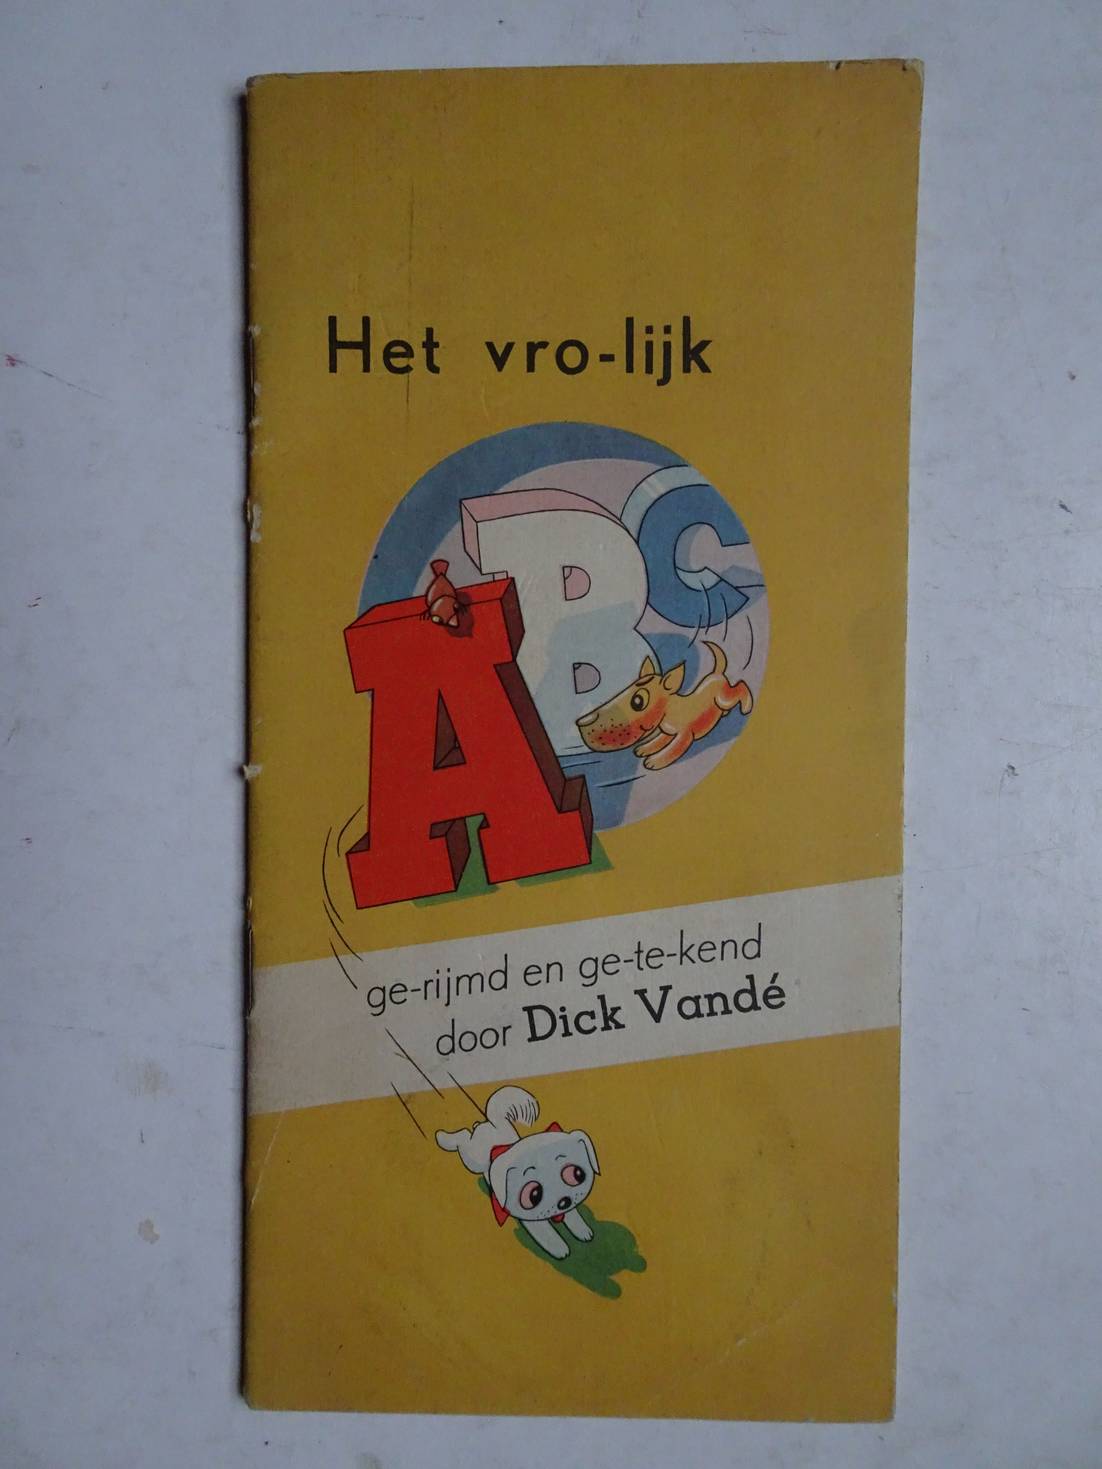 Het vro-lijk
ABC
ge-rijmd en ge-te-kend
door Dick Vandé